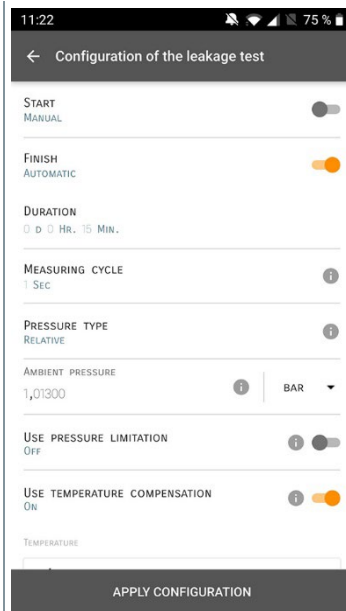 11:22 75 %
Configuration of the leakage test
START
MANUAL
FINISH
AUTOMATIC
DURATION
0 D 0 HR. 15 MIN.
MEASURING CYCLE
1 SEC
PRESSURE TYPE
RELATIVE
AMBIENT PRESSURE
1,01300 BAR
USE PRESSURE LIMITATION
OFF
USE TEMPERATURE COMPENSATION
ON
TEMPERATURE
APPLY CONFIGURATION